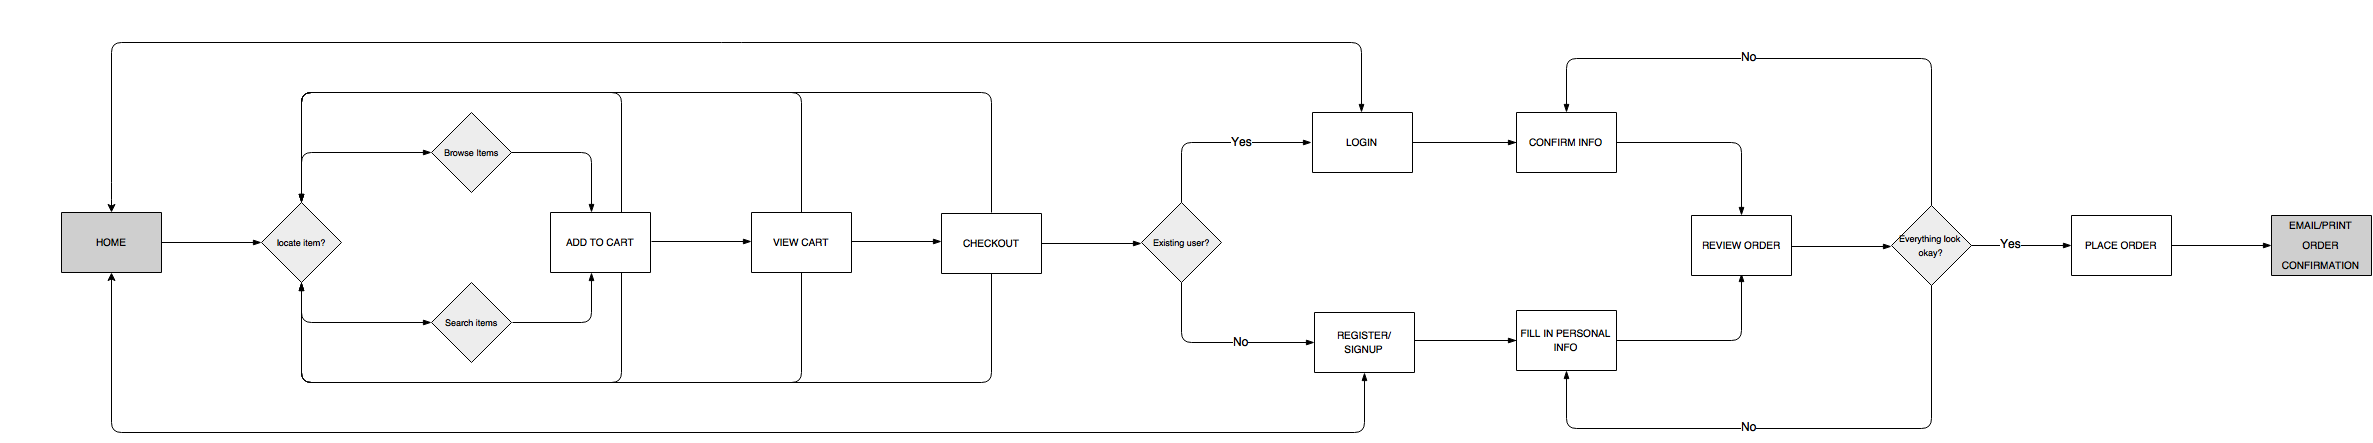 HOME
locate item?
Browse Items
Search items
ADD TO CART
VIEW CART
CHECKOUT
Existing user?
Yes
No
LOGIN
REGISTER/
SIGNUP
CONFIRM INFO
FILL IN PERSONAL
INFO
REVIEW ORDER
No
Everything look
okay?
No
Yes
PLACE ORDER
EMAIL/PRINT
ORDER
CONFIRMATION